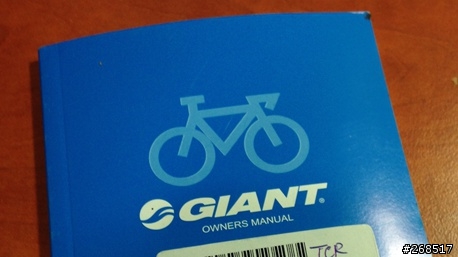 GIANT®
OWNERS MANUAL
TCR
#268517